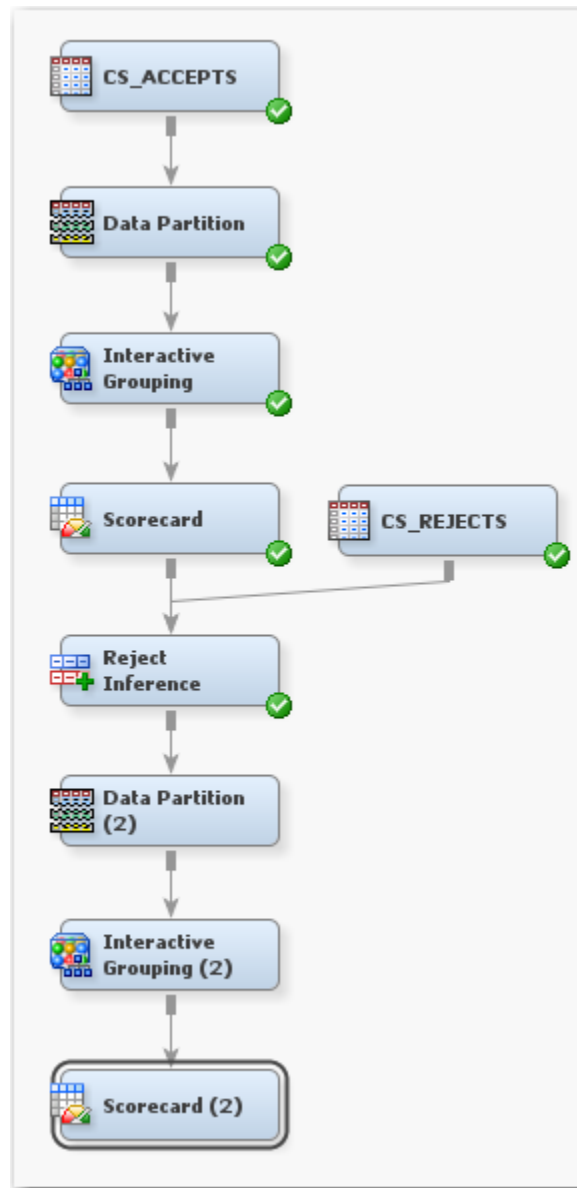 CS_ACCEPTS
Data Partition
Interactive
Grouping
Scorecard
CS_REJECTS
Reject
Inference
Data Partition
(2)
Interactive
Grouping (2)
Scorecard (2)